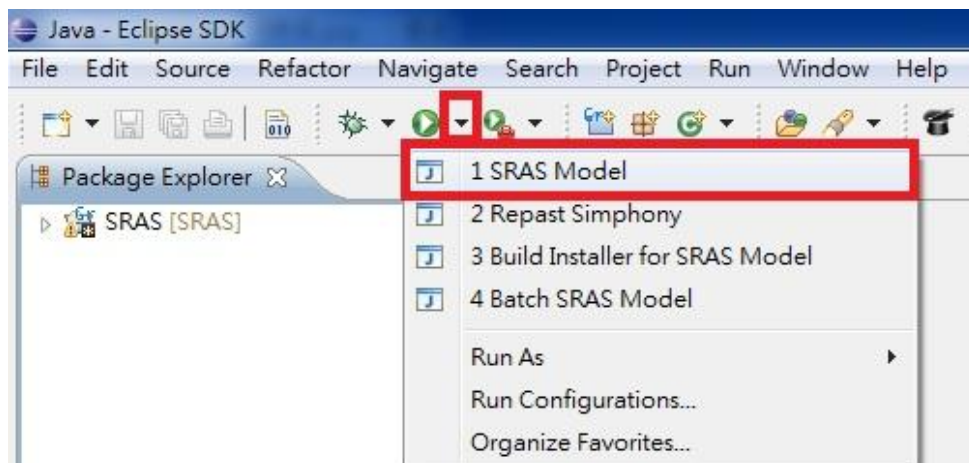 Java - Eclipse SDK
File Edit Source Refactor Navigate Search Project Run Window Help
010
Package Explorer
SRAS [SRAS]
1 SRAS Model
2 Repast Simphony
3 Build Installer for SRAS Model
4 Batch SRAS Model
Run As
Run Configurations...
Organize Favorites...